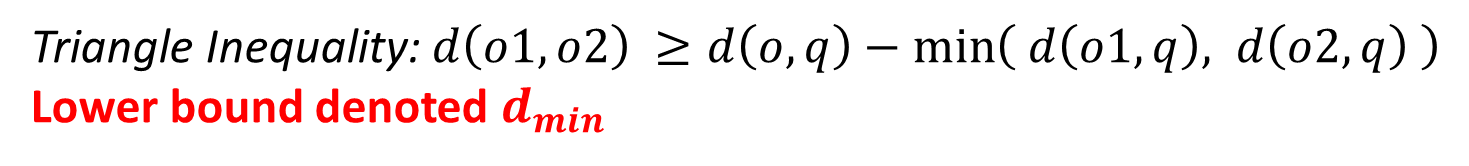 Triangle Inequality: d(o1, o2) ≥ d(o, q) − min( d(o1, q), d(o2, q) )
Lower bound denoted d_min